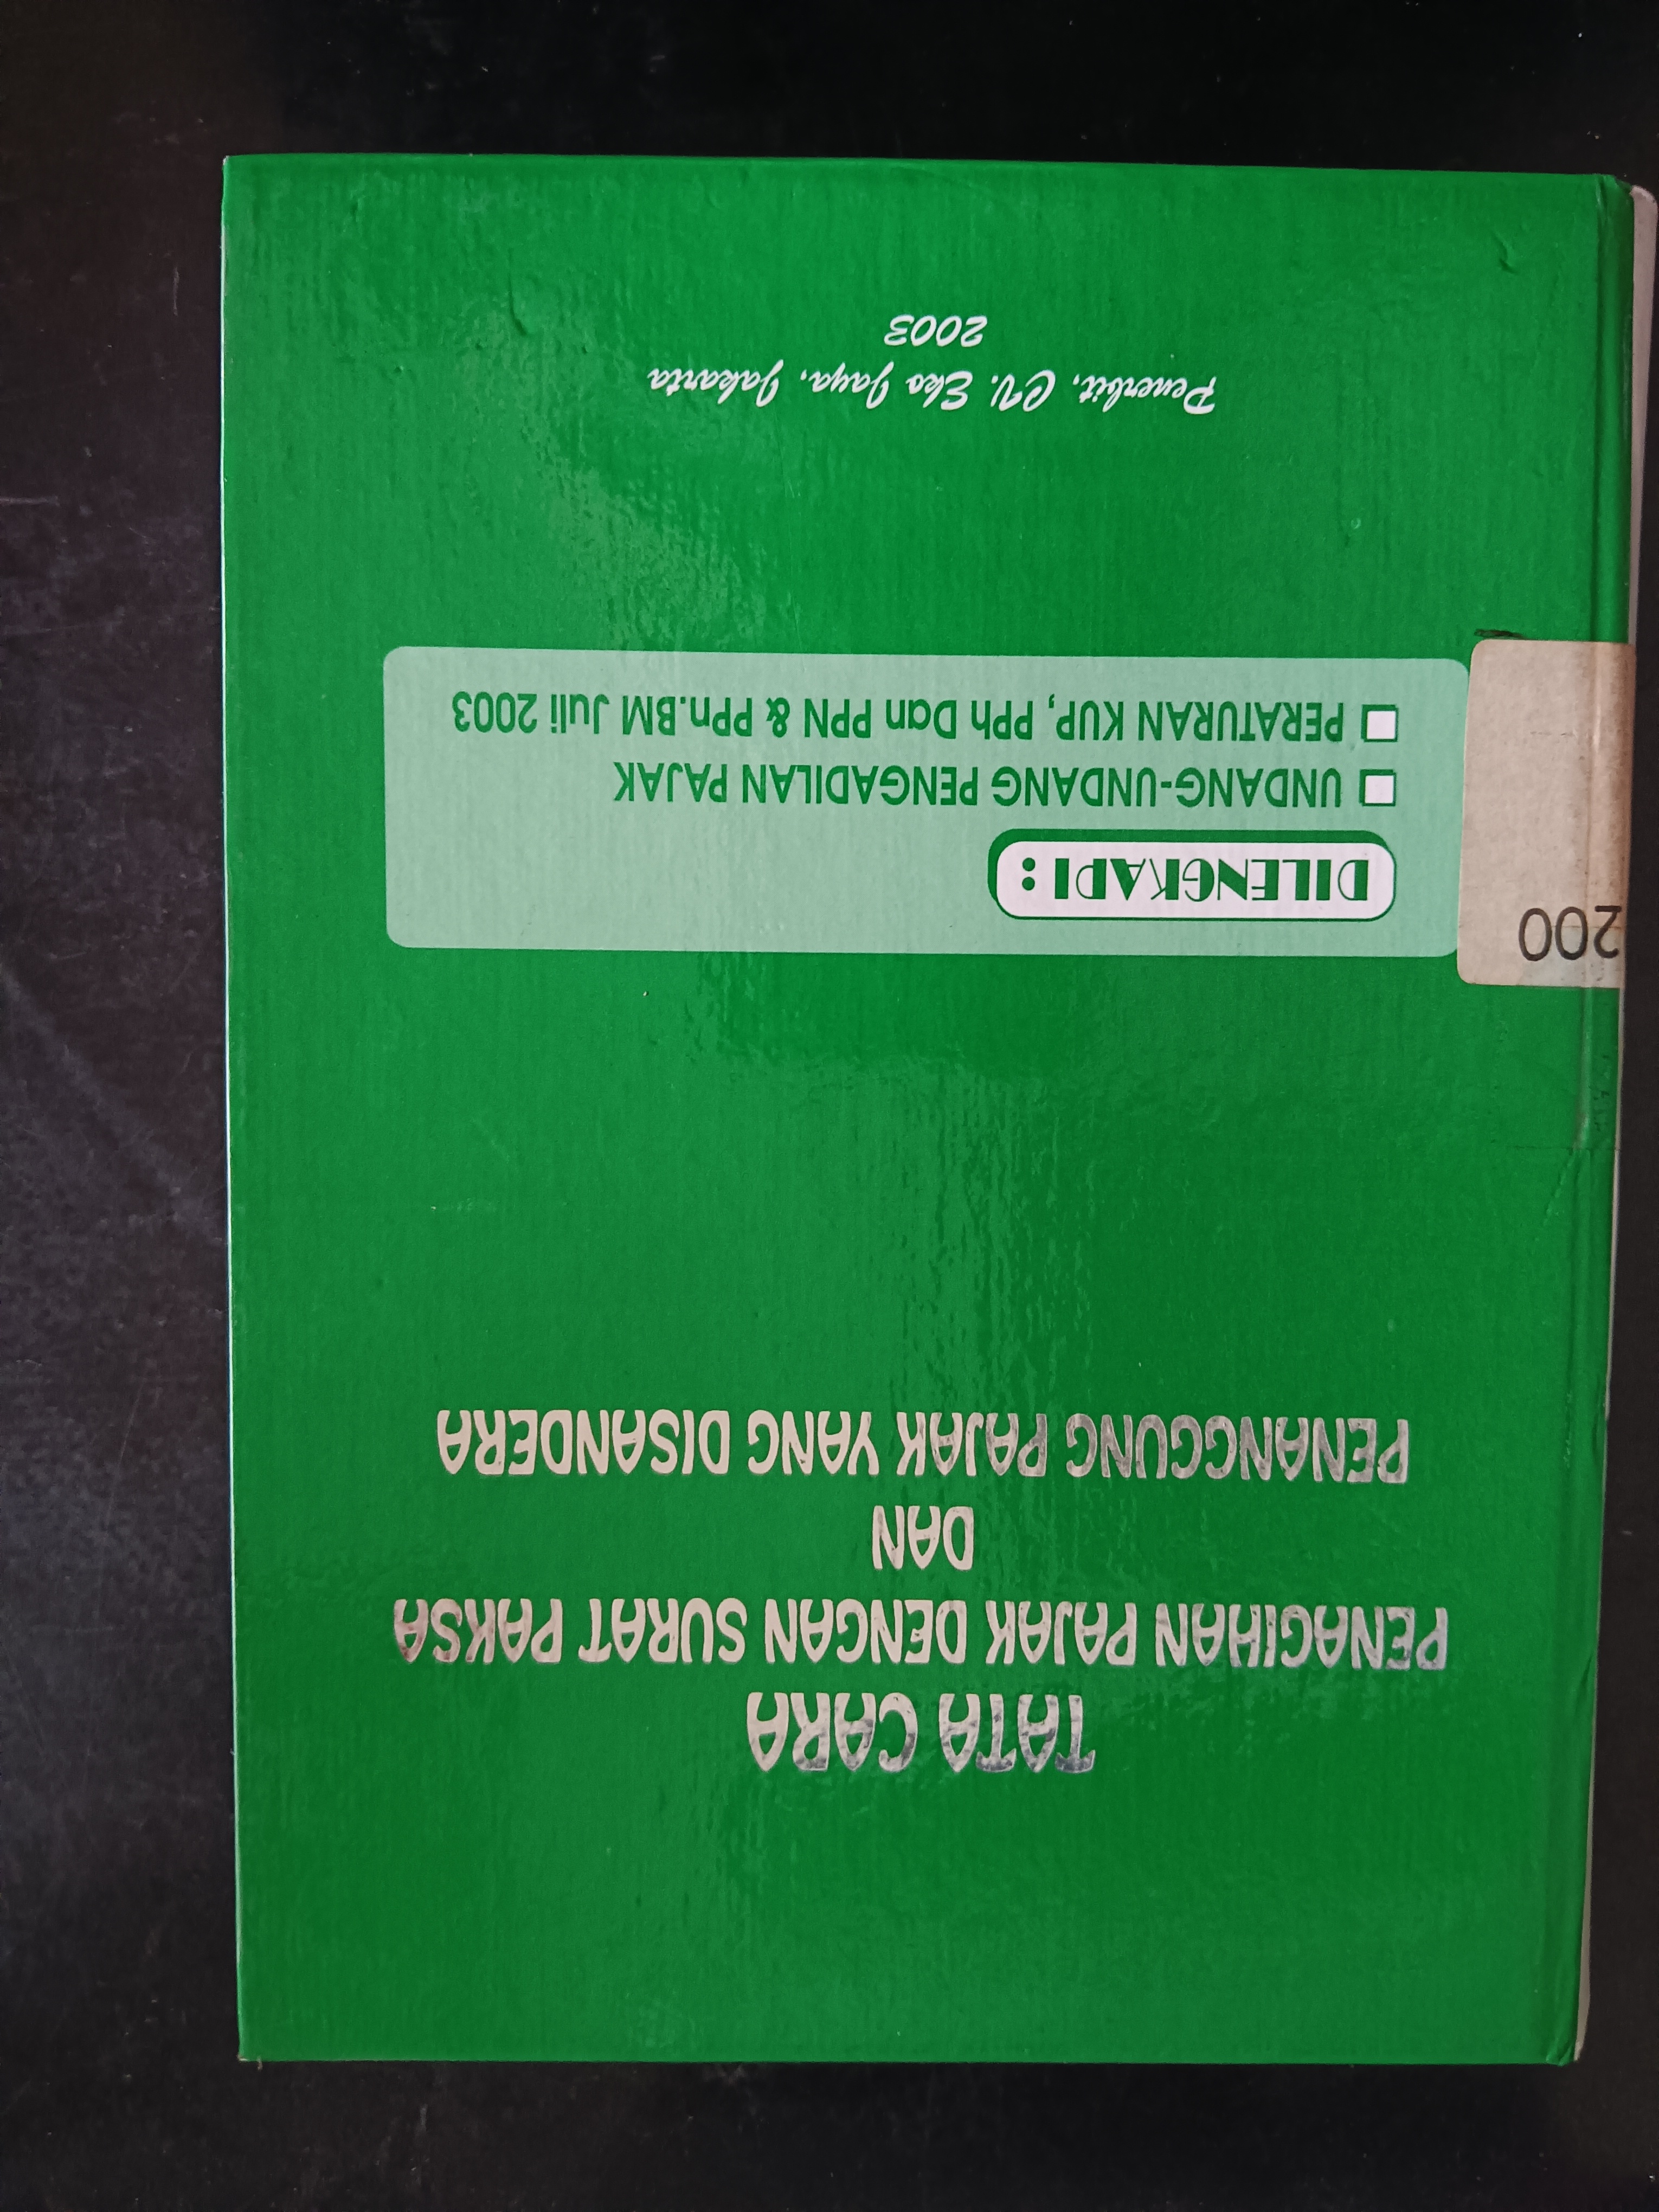 TATA CARA
PENAGIHAN PAJAK DENGAN SURAT PAKSA
DAN
PENANGGUNG PAJAK YANG DISANDERA
200
DILENGKAPI :
UNDANG-UNDANG PENGADILAN PAJAK
PERATURAN KUP, PPh Dan PPN & PPn.BM Juli 2003
Penerbit, CV. Eko Jaya, Jakarta
2003